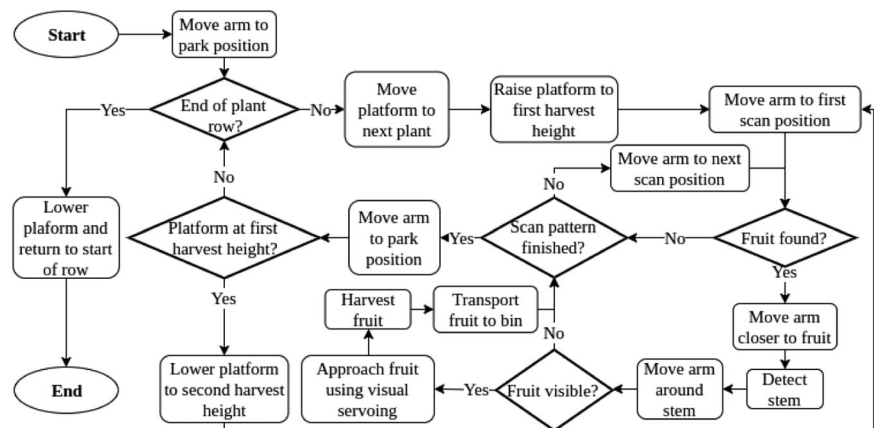 Start
Move arm to
park position
End of plant
row?
Yes
No
Move
platform to
next plant
Raise platform to
first harvest
height
Move arm to first
scan position
Move arm to next
scan position
No
No
Lower
plaform and
return to start
of row
Platform at first
harvest height?
Move arm
to park
position
Yes
Scan pattern
finished?
No
Fruit found?
Yes
Yes
Harvest
fruit
Transport
fruit to bin
No
Move arm
closer to fruit
End
Lower platform
to second harvest
height
Approach fruit
using visual
servoing
Yes
Fruit visible?
Move arm
around
stem
Detect
stem